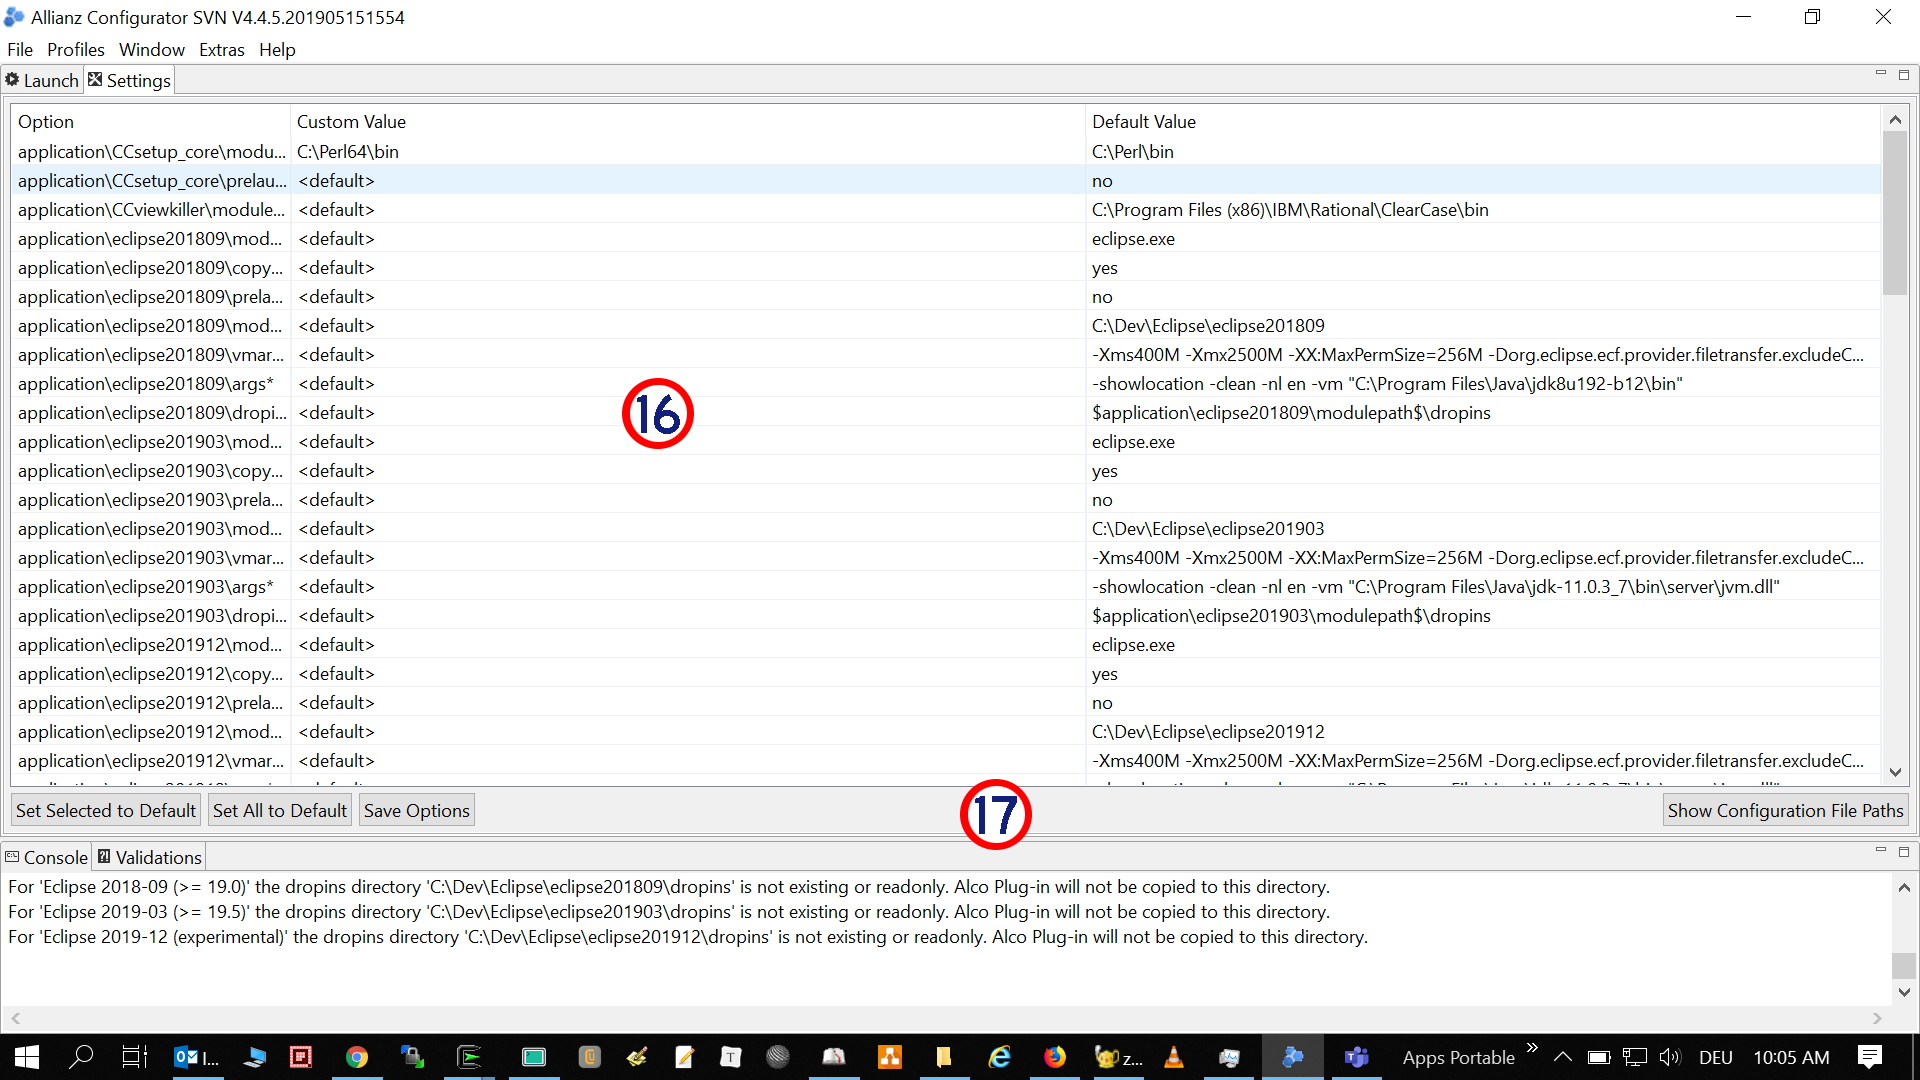 Allianz Configurator SVN V4.4.5.201905151554
File Profiles Window Extras Help
Launch Settings
Option Custom Value Default Value
application\CCsetup_core\modu... C:\Perl64\bin C:\Perl\bin
application\CCsetup_core\prelau... <default> no
application\CCviewkiller\module... <default> C:\Program Files (x86)\IBM\Rational\ClearCase\bin
application\eclipse201809\mod... <default> eclipse.exe
application\eclipse201809\copy... <default> yes
application\eclipse201809\prela... <default> no
application\eclipse201809\mod... <default> C:\Dev\Eclipse\eclipse201809
application\eclipse201809\vmar... <default> -Xms400M -Xmx2500M -XX:MaxPermSize=256M -Dorg.eclipse.ecf.provider.filetransfer.excludeC...
application\eclipse201809\args* <default> -showlocation -clean -nl en -vm "C:\Program Files\Java\jdk8u192-b12\bin"
application\eclipse201809\dropi... <default> $application\eclipse201809\modulepath$\dropins
16
application\eclipse201903\mod... <default> eclipse.exe
application\eclipse201903\copy... <default> yes
application\eclipse201903\prela... <default> no
application\eclipse201903\mod... <default> C:\Dev\Eclipse\eclipse201903
application\eclipse201903\vmar... <default> -Xms400M -Xmx2500M -XX:MaxPermSize=256M -Dorg.eclipse.ecf.provider.filetransfer.excludeC...
application\eclipse201903\args* <default> -showlocation -clean -nl en -vm "C:\Program Files\Java\jdk-11.0.3_7\bin\server\jvm.dll"
application\eclipse201903\dropi... <default> $application\eclipse201903\modulepath$\dropins
application\eclipse201912\mod... <default> eclipse.exe
application\eclipse201912\copy... <default> yes
application\eclipse201912\prela... <default> no
application\eclipse201912\mod... <default> C:\Dev\Eclipse\eclipse201912
application\eclipse201912\vmar... <default> -Xms400M -Xmx2500M -XX:MaxPermSize=256M -Dorg.eclipse.ecf.provider.filetransfer.excludeC...
Set Selected to Default Set All to Default Save Options 17 Show Configuration File Paths
Console Validations
For 'Eclipse 2018-09 (>= 19.0)' the dropins directory 'C:\Dev\Eclipse\eclipse201809\dropins' is not existing or readonly. Alco Plug-in will not be copied to this directory.
For 'Eclipse 2019-03 (>= 19.5)' the dropins directory 'C:\Dev\Eclipse\eclipse201903\dropins' is not existing or readonly. Alco Plug-in will not be copied to this directory.
For 'Eclipse 2019-12 (experimental)' the dropins directory 'C:\Dev\Eclipse\eclipse201912\dropins' is not existing or readonly. Alco Plug-in will not be copied to this directory.
I... z... Apps Portable DEU 10:05 AM